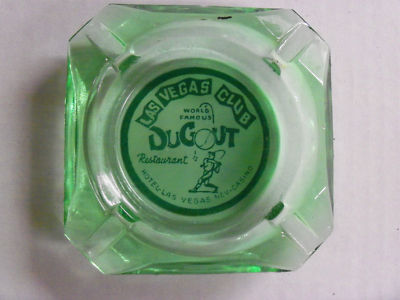 LAS VEGAS CLUB
WORLD
FAMOUS
DUGOUT
Restaurant
HOTEL-LAS VEGAS NEV-CASINO